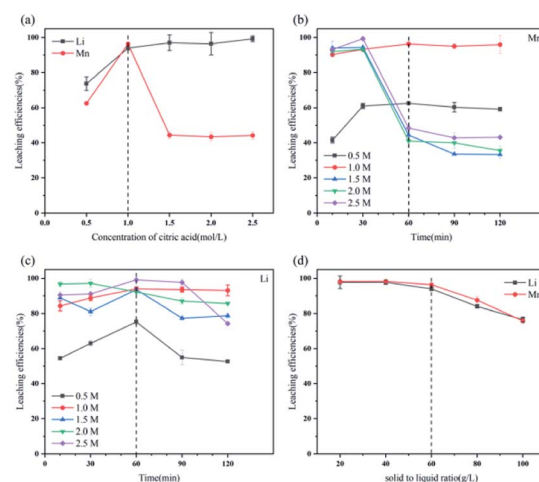 (a)
Li
Mn
Leaching efficiencies(%)
100
80
60
40
20
0
0.5 1.0 1.5 2.0 2.5
Concentration of citric acid(mol/L)
(b)
Mn
Leaching efficiencies(%)
100
80
60
40
20
0
0.5 M
1.0 M
1.5 M
2.0 M
2.5 M
0 30 60 90 120
Time(min)
(c)
Li
Leaching efficiencies(%)
100
80
60
40
20
0
0.5 M
1.0 M
1.5 M
2.0 M
2.5 M
0 30 60 90 120
Time(min)
(d)
Li
Mn
Leaching efficiencies(%)
100
80
60
40
20
0
20 40 60 80 100
solid to liquid ratio(g/L)